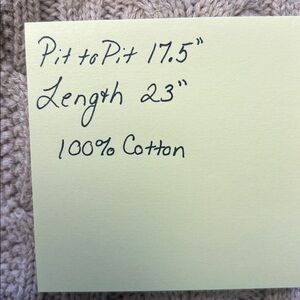 Pit to Pit 17.5"
Length 23"
100% Cotton